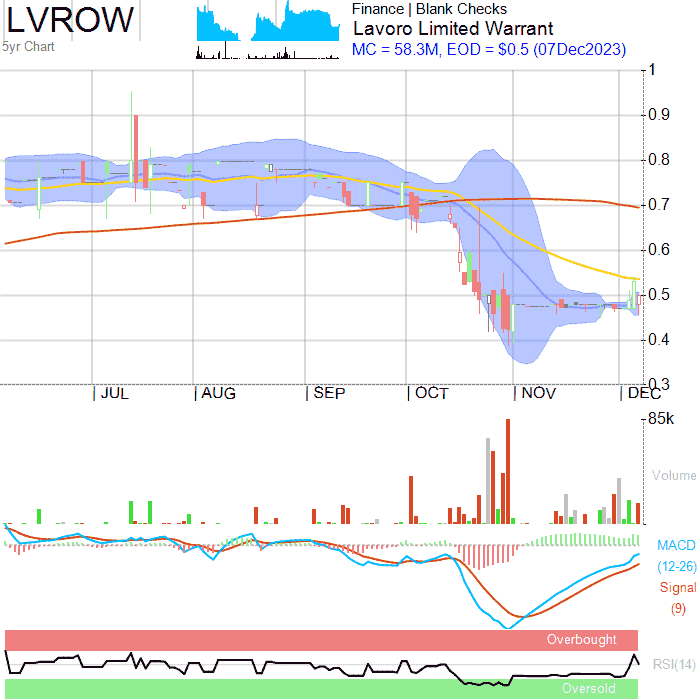 LVROW
5yr Chart
Finance | Blank Checks
Lavoro Limited Warrant
MC = 58.3M, EOD = $0.5 (07Dec2023)
1
0.9
0.8
0.7
0.6
0.5
0.4
0.3
JUL
AUG
SEP
OCT
NOV
DEC
85k
Volume
MACD
(12-26)
Signal
(9)
Overbought
RSI(14)
Oversold